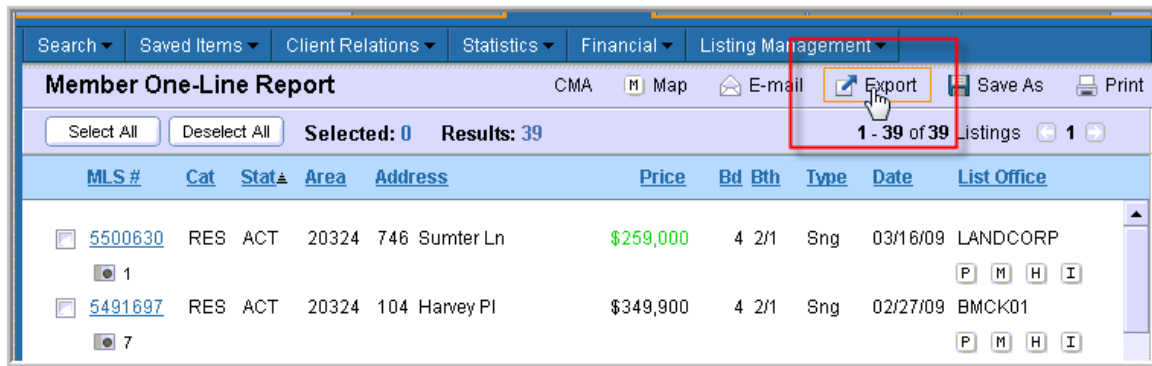 Search Saved Items Client Relations Statistics Financial Listing Management
Member One-Line Report CMA M Map E-mail Export Save As Print
Select All Deselect All Selected: 0 Results: 39 1 - 39 of 39 Listings 1
MLS # Cat Stat Area Address Price Bd Bth Type Date List Office
5500630 RES ACT 20324 746 Sumter Ln $259,000 4 2/1 Sng 03/16/09 LANDCORP
1 P M H I
5491697 RES ACT 20324 104 Harvey Pl $349,900 4 2/1 Sng 02/27/09 BMCK01
7 P M H I